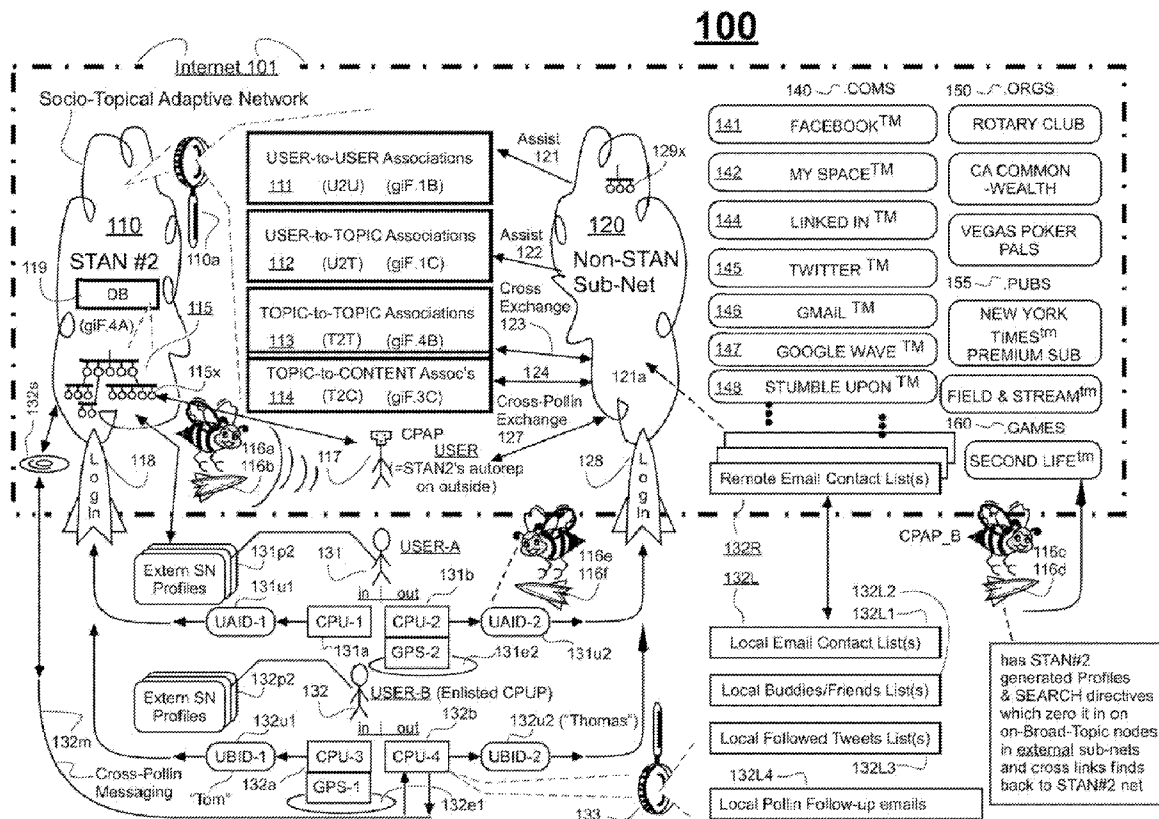 100
Internet 101
Socio-Topical Adaptive Network
110
STAN #2
119
DB
(giF.4A)
115
115x
110a
132s
USER-to-USER Associations
111 (U2U) (giF.1B)
USER-to-TOPIC Associations
112 (U2T) (giF.1C)
TOPIC-to-TOPIC Associations
113 (T2T) (giF.4B)
TOPIC-to-CONTENT Assoc's
114 (T2C) (giF.3C)
Assist 121
Assist
122
Cross
Exchange
123
124
Cross-Pollin
Exchange
127
129x
120
Non-STAN
Sub-Net
121a
140 .COMS
141 FACEBOOK™
142 MY SPACE™
144 LINKED IN ™
145 TWITTER ™
146 GMAIL ™
147 GOOGLE WAVE ™
148 STUMBLE UPON ™
150 .ORGS
ROTARY CLUB
CA COMMON
-WEALTH
VEGAS POKER
PALS
155 .PUBS
NEW YORK
TIMES™
PREMIUM SUB
FIELD & STREAM™
160 .GAMES
SECOND LIFE™
Remote Email Contact List(s)
Log In
118
116a
116b
117
CPAP
USER
(=STAN2's autorep
on outside)
128
Log In
Extern SN
Profiles
131p2
131u1
131
USER-A
131b
in out
UAID-1
CPU-1
CPU-2
UAID-2
131a
GPS-2
131e2
131u2
116e
116f
Extern SN
Profiles
132p2
132u1
132
USER-B (Enlisted CPUP)
132b
in out
132u2 ("Thomas")
UBID-1
CPU-3
CPU-4
UBID-2
132m
Cross-Pollin
Messaging
"Tom"
132a
GPS-1
132e1
133
132R
132L
132L2
132L1
Local Email Contact List(s)
Local Buddies/Friends List(s)
Local Followed Tweets List(s)
132L4
132L3
Local Pollin Follow-up emails
CPAP_B
116c
116d
has STAN#2
generated Profiles
& SEARCH directives
which zero it in on
on-Broad-Topic nodes
in external sub-nets
and cross links finds
back to STAN#2 net